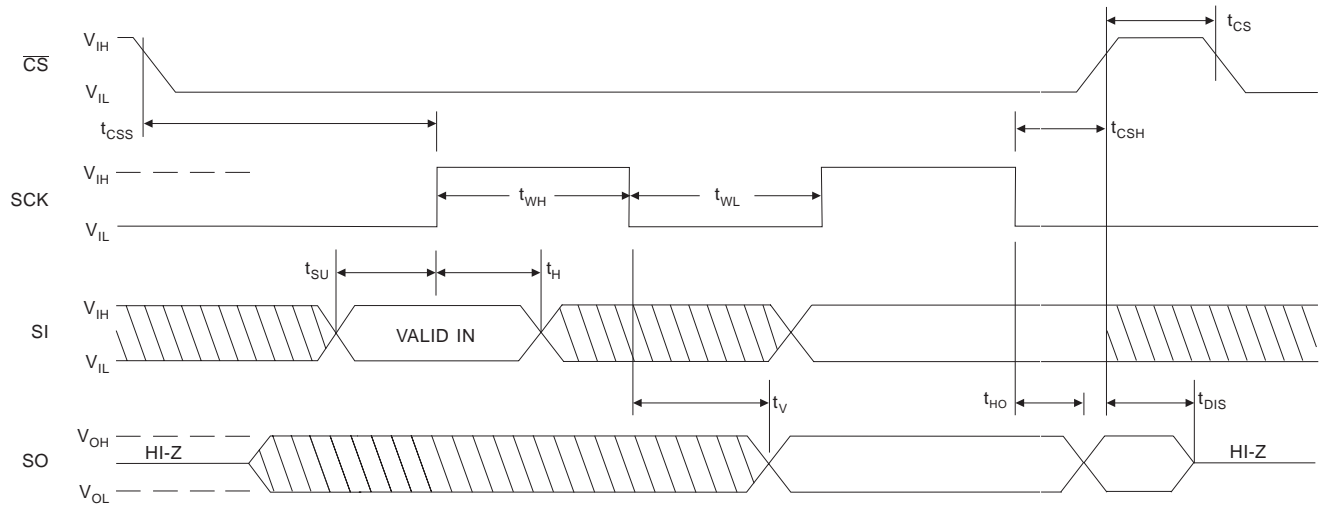 t_CS
V_IH
C̅S̅
V_IL
t_CSS
t_CSH
V_IH
SCK
t_WH
t_WL
V_IL
t_SU
t_H
V_IH
SI
VALID IN
V_IL
t_V
t_HO
t_DIS
V_OH
SO
HI-Z
HI-Z
V_OL